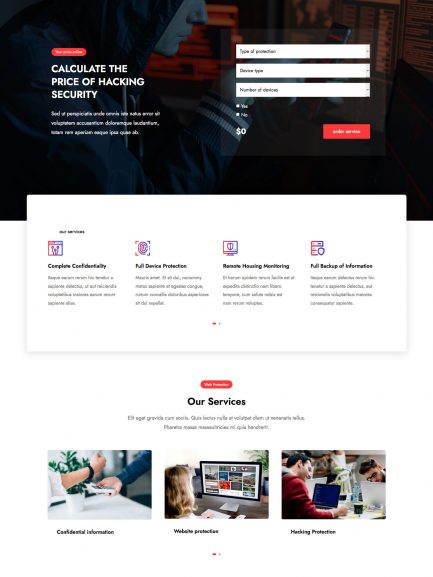 Your price online
CALCULATE THE
PRICE OF HACKING
SECURITY
Sed ut perspiciatis unde omnis iste natus error sit
voluptatem accusantium doloremque laudantium,
totam rem aperiam eaque ipsa quae ab.
Type of protection
Device type
Number of devices
Yes
No
$0
order service
our services
Complete Confidentiality
Itaque earum rerum hic tenetur a
sapiente delectus, ut aut reiciendis
voluptatibus maiores earum rerum
sapiente alias.
Full Device Protection
Mauris amet. Et sit dui, nonummy
metus sapiente et egestas congue,
rutrum convallis doloribus asperiores
sit dui repellat.
Remote Housing Monitoring
Et harum quidem rerum facilis est et
expedita distinctio nam libero
tempore, cum soluta nobis est
nam rerum voluptas.
Full Backup of Information
Itaque earum delectus rerum hic
tenetur a sapiente delectus, aut
reiciendis voluptatibus maiores
consequatur sapiente.
Web Protection
Our Services
Elit eget gravida cum sociis. Quis lectus nulla at volutpat diam ut venenatis tellus.
Pharetra massa massaultricies mi quis hendrerit.
Confidential information
Website protection
Hacking Protection